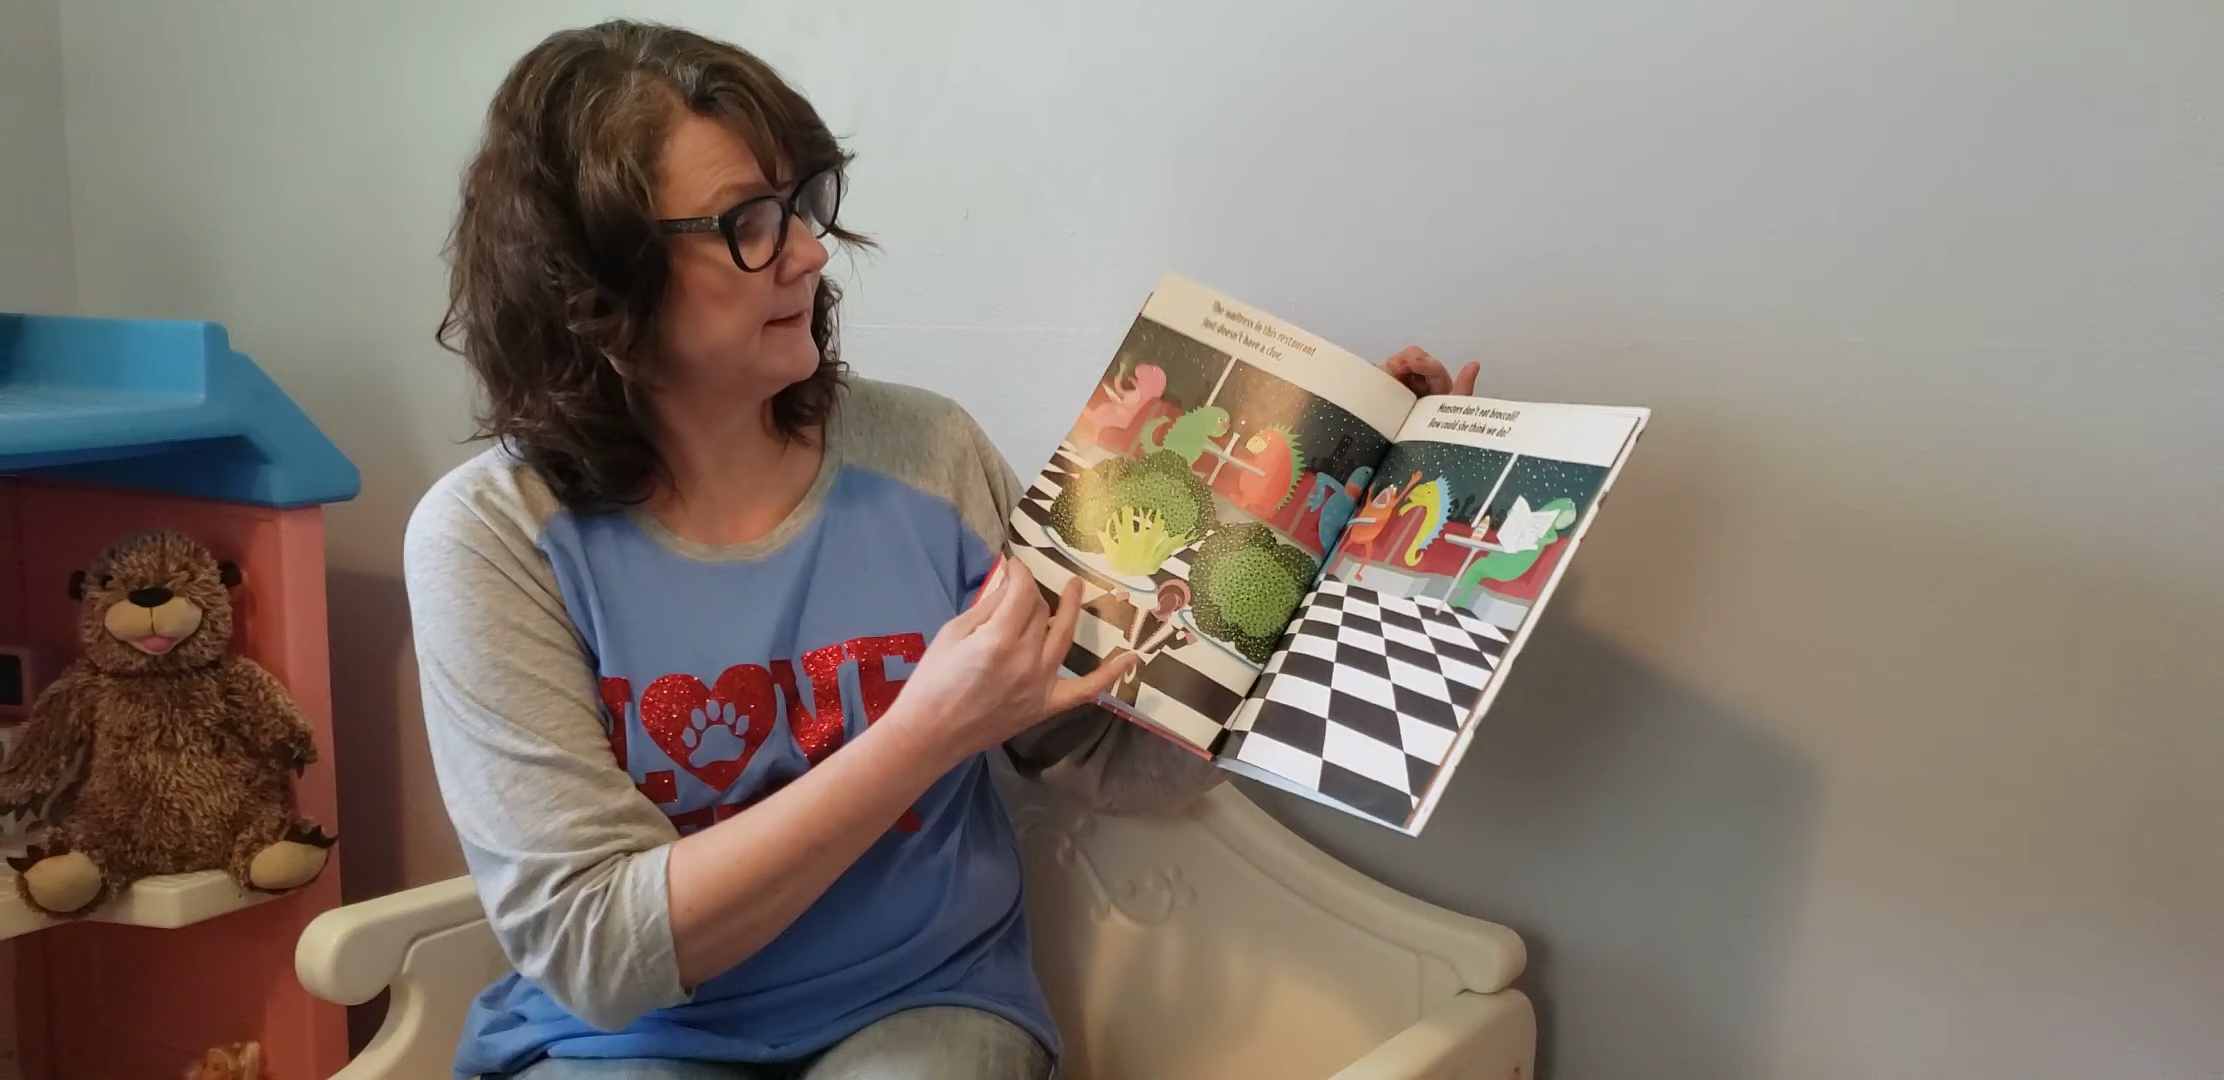 The waitress in this restaurant
just doesn't have a clue.
Monsters don't eat broccoli!
How could she think we do?
LOVE